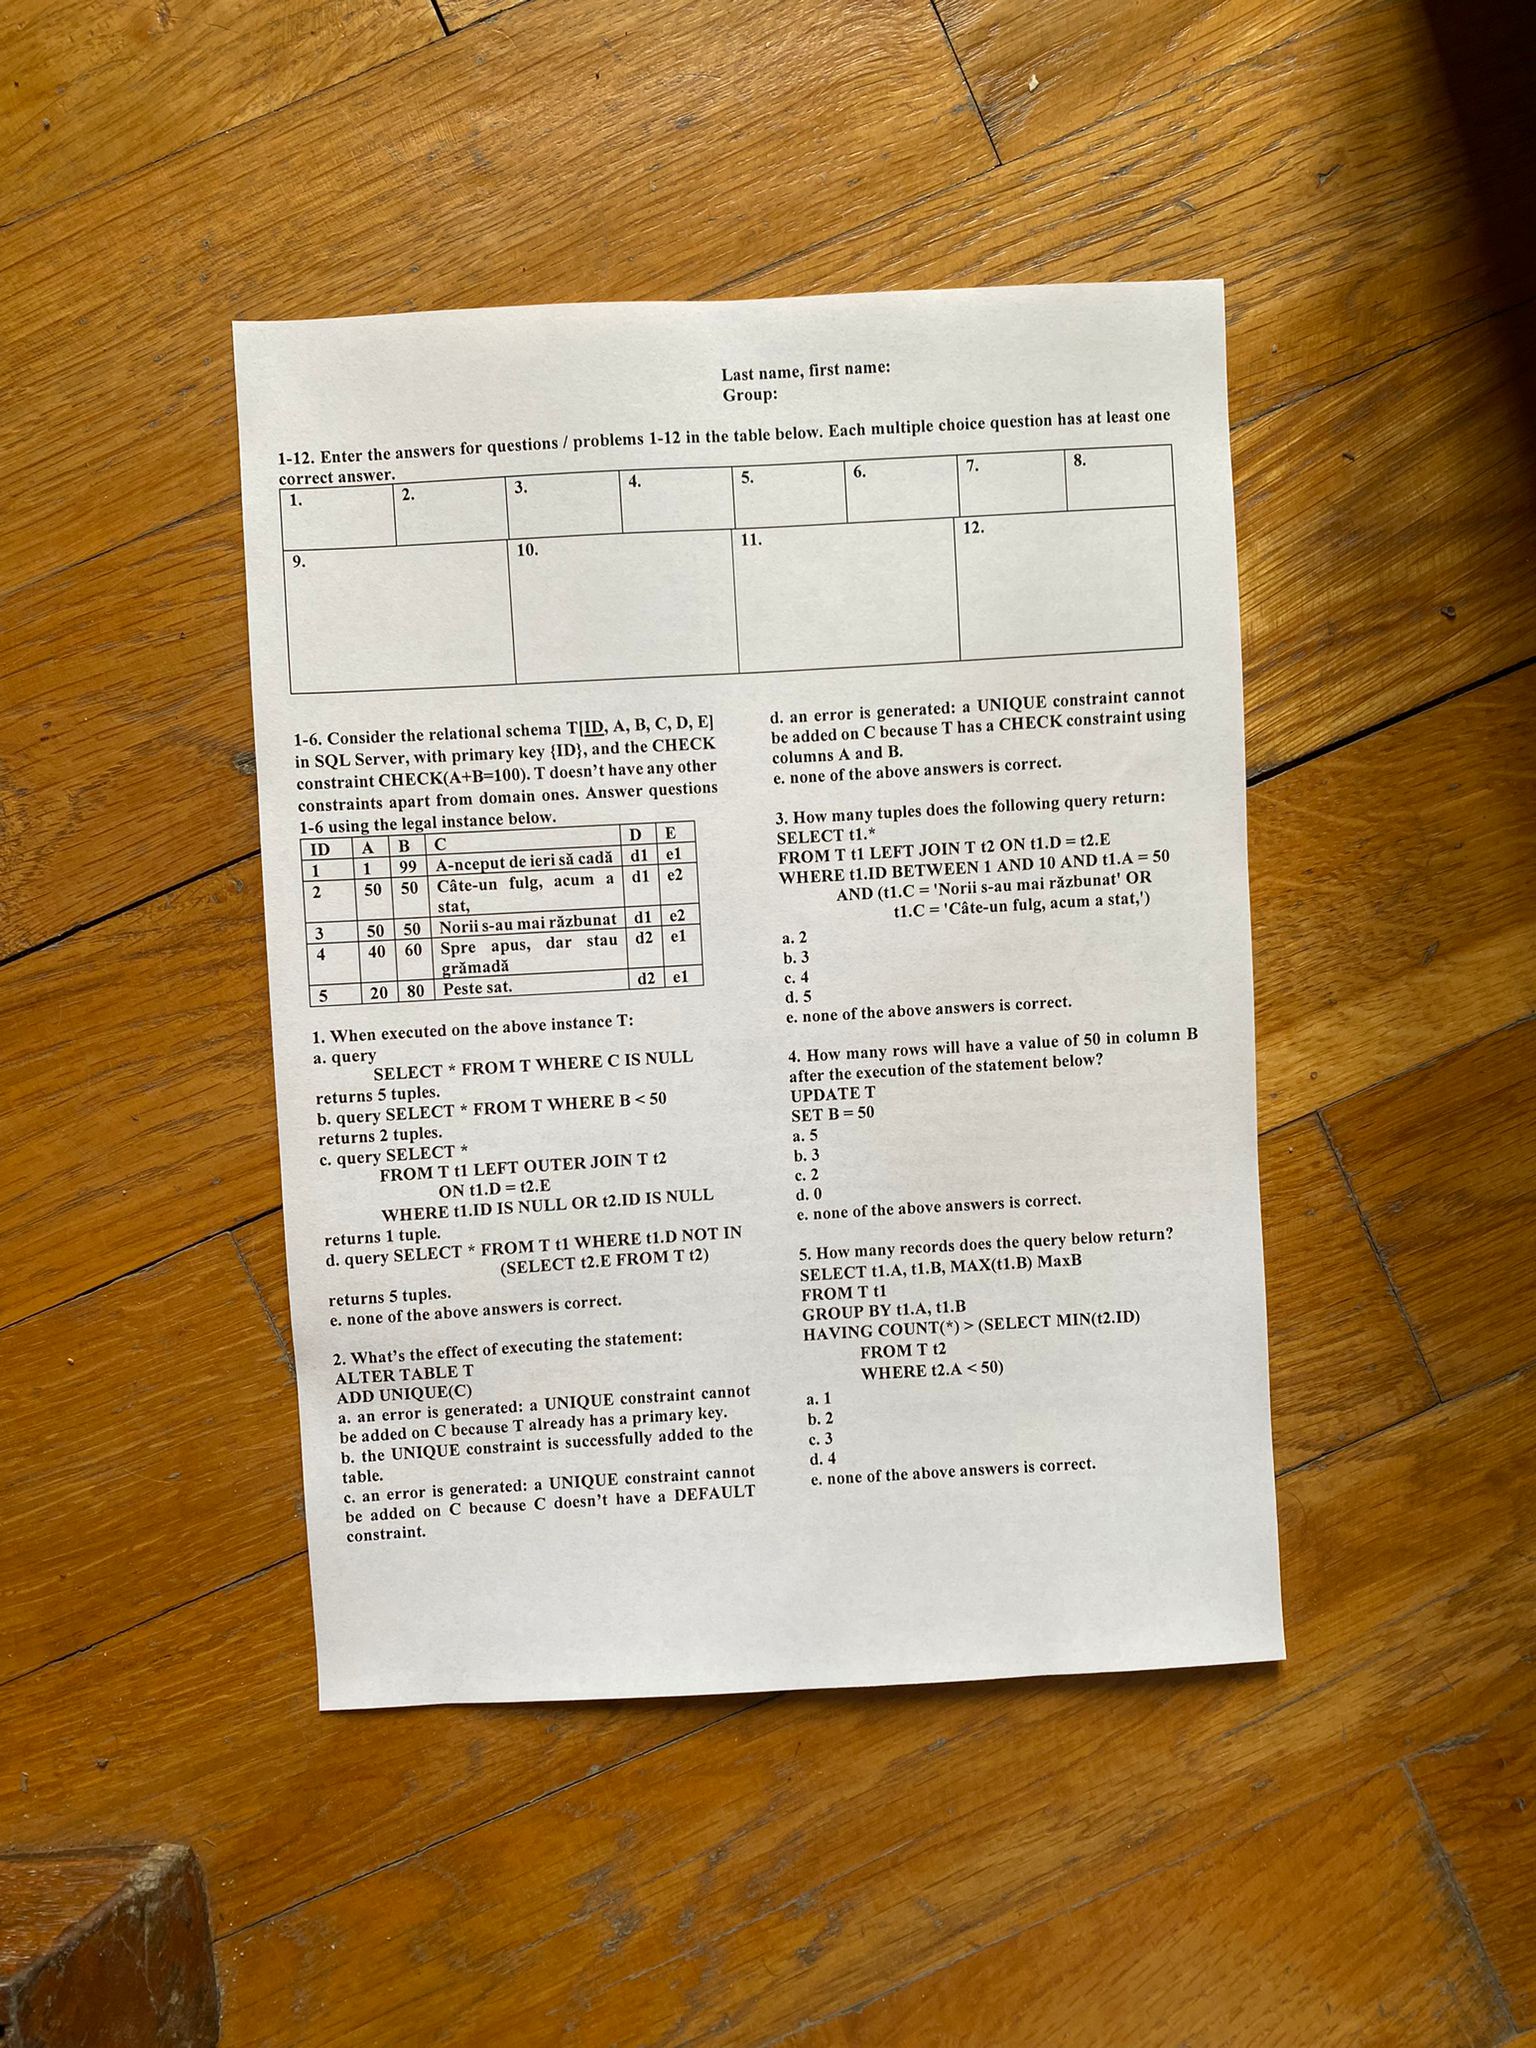 Last name, first name:
Group:
1-12. Enter the answers for questions / problems 1-12 in the table below. Each multiple choice question has at least one
correct answer.
1. 2. 3. 4. 5. 6. 7. 8.
9. 10. 11. 12.
1-6. Consider the relational schema T[ID, A, B, C, D, E]
in SQL Server, with primary key {ID}, and the CHECK
constraint CHECK(A+B=100). T doesn't have any other
constraints apart from domain ones. Answer questions
1-6 using the legal instance below.
ID A B C D E
1 1 99 A-nceput de ieri să cadă d1 e1
2 50 50 Câte-un fulg, acum a d1 e2
stat,
3 50 50 Norii s-au mai răzbunat d1 e2
4 40 60 Spre apus, dar stau d2 e1
grămadă
5 20 80 Peste sat. d2 e1
1. When executed on the above instance T:
a. query
SELECT * FROM T WHERE C IS NULL
returns 5 tuples.
b. query SELECT * FROM T WHERE B < 50
returns 2 tuples.
c. query SELECT *
FROM T t1 LEFT OUTER JOIN T t2
ON t1.D = t2.E
WHERE t1.ID IS NULL OR t2.ID IS NULL
returns 1 tuple.
d. query SELECT * FROM T t1 WHERE t1.D NOT IN
(SELECT t2.E FROM T t2)
returns 5 tuples.
e. none of the above answers is correct.
2. What's the effect of executing the statement:
ALTER TABLE T
ADD UNIQUE(C)
a. an error is generated: a UNIQUE constraint cannot
be added on C because T already has a primary key.
b. the UNIQUE constraint is successfully added to the
table.
c. an error is generated: a UNIQUE constraint cannot
be added on C because C doesn't have a DEFAULT
constraint.
d. an error is generated: a UNIQUE constraint cannot
be added on C because T has a CHECK constraint using
columns A and B.
e. none of the above answers is correct.
3. How many tuples does the following query return:
SELECT t1.*
FROM T t1 LEFT JOIN T t2 ON t1.D = t2.E
WHERE t1.ID BETWEEN 1 AND 10 AND t1.A = 50
AND (t1.C = 'Norii s-au mai răzbunat' OR
t1.C = 'Câte-un fulg, acum a stat,')
a. 2
b. 3
c. 4
d. 5
e. none of the above answers is correct.
4. How many rows will have a value of 50 in column B
after the execution of the statement below?
UPDATE T
SET B = 50
a. 5
b. 3
c. 2
d. 0
e. none of the above answers is correct.
5. How many records does the query below return?
SELECT t1.A, t1.B, MAX(t1.B) MaxB
FROM T t1
GROUP BY t1.A, t1.B
HAVING COUNT(*) > (SELECT MIN(t2.ID)
FROM T t2
WHERE t2.A < 50)
a. 1
b. 2
c. 3
d. 4
e. none of the above answers is correct.